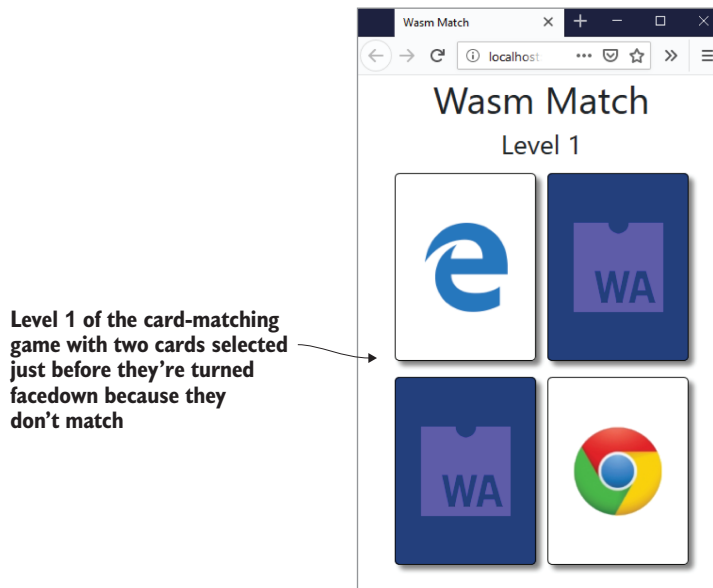 Wasm Match
localhost
Wasm Match
Level 1
WA
Level 1 of the card-matching
game with two cards selected
just before they’re turned
facedown because they
don’t match
WA